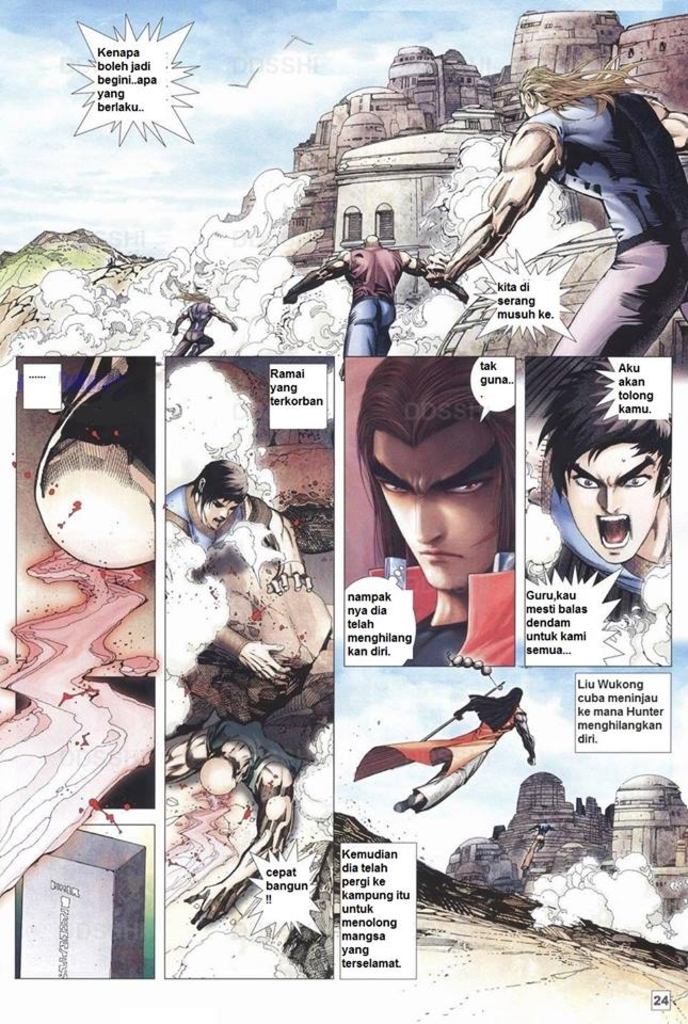 Kenapa
boleh jadi
begini..apa
yang
berlaku..
kita di
serang
musuh ke.
......
Ramai
yang
terkorban
cepat
bangun
!!
tak
guna..
.
nampak
nya dia
telah
menghilang
kan diri.
Aku
akan
tolong
kamu.
Guru,kau
mesti balas
dendam
untuk kami
semua...
Liu Wukong
cuba meninjau
ke mana Hunter
menghilangkan
diri.
Kemudian
dia telah
pergi ke
kampung itu
untuk
menolong
mangsa
yang
terselamat.
24